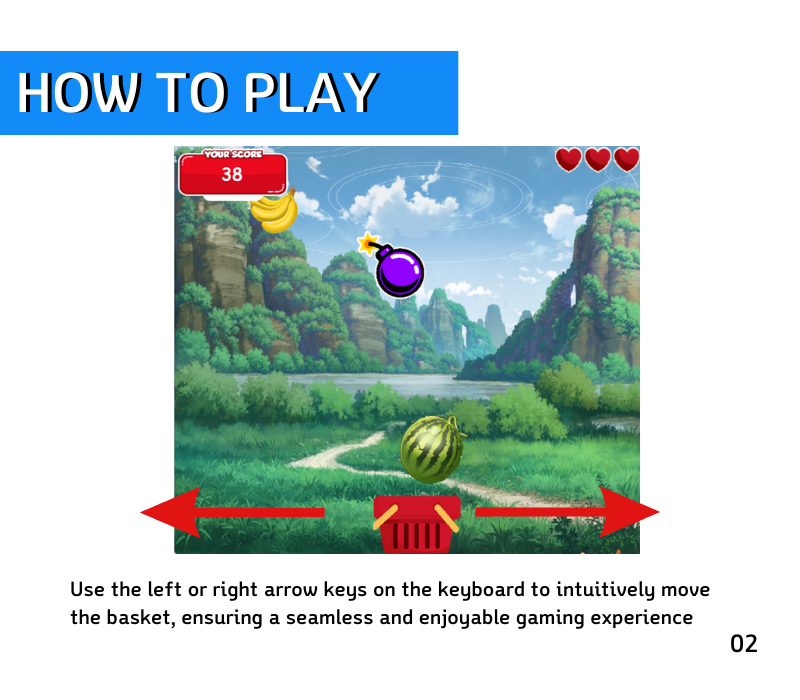 HOW TO PLAY
YOUR SCORE
38
Use the left or right arrow keys on the keyboard to intuitively move
the basket, ensuring a seamless and enjoyable gaming experience
02